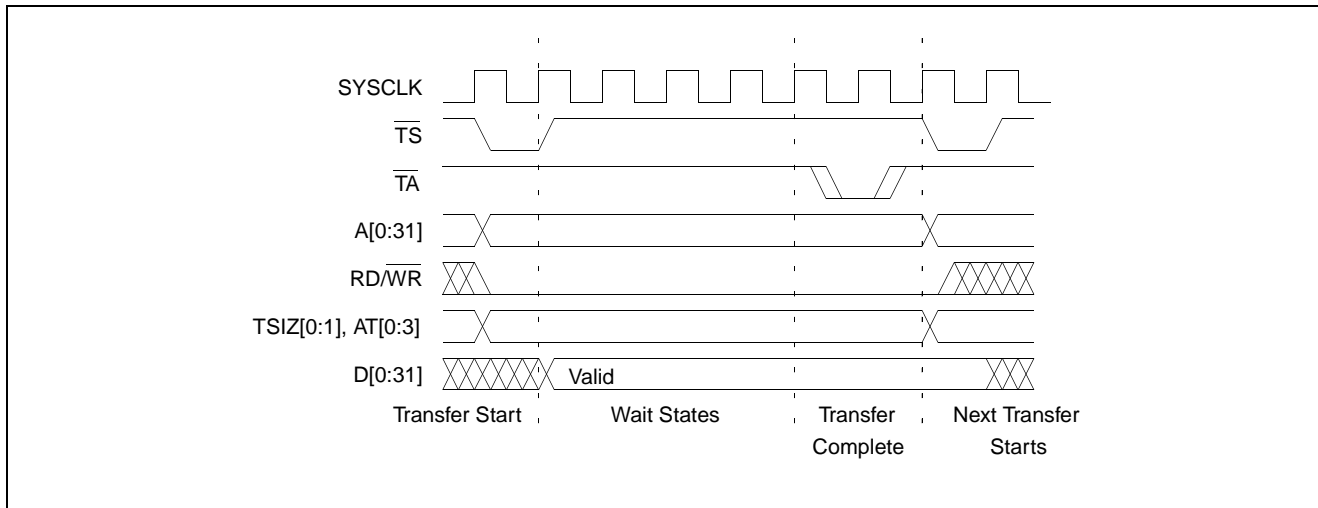 SYSCLK
TS
TA
A[0:31]
RD/WR
TSIZ[0:1], AT[0:3]
D[0:31]
Valid
Transfer Start
Wait States
Transfer
Complete
Next Transfer
Starts